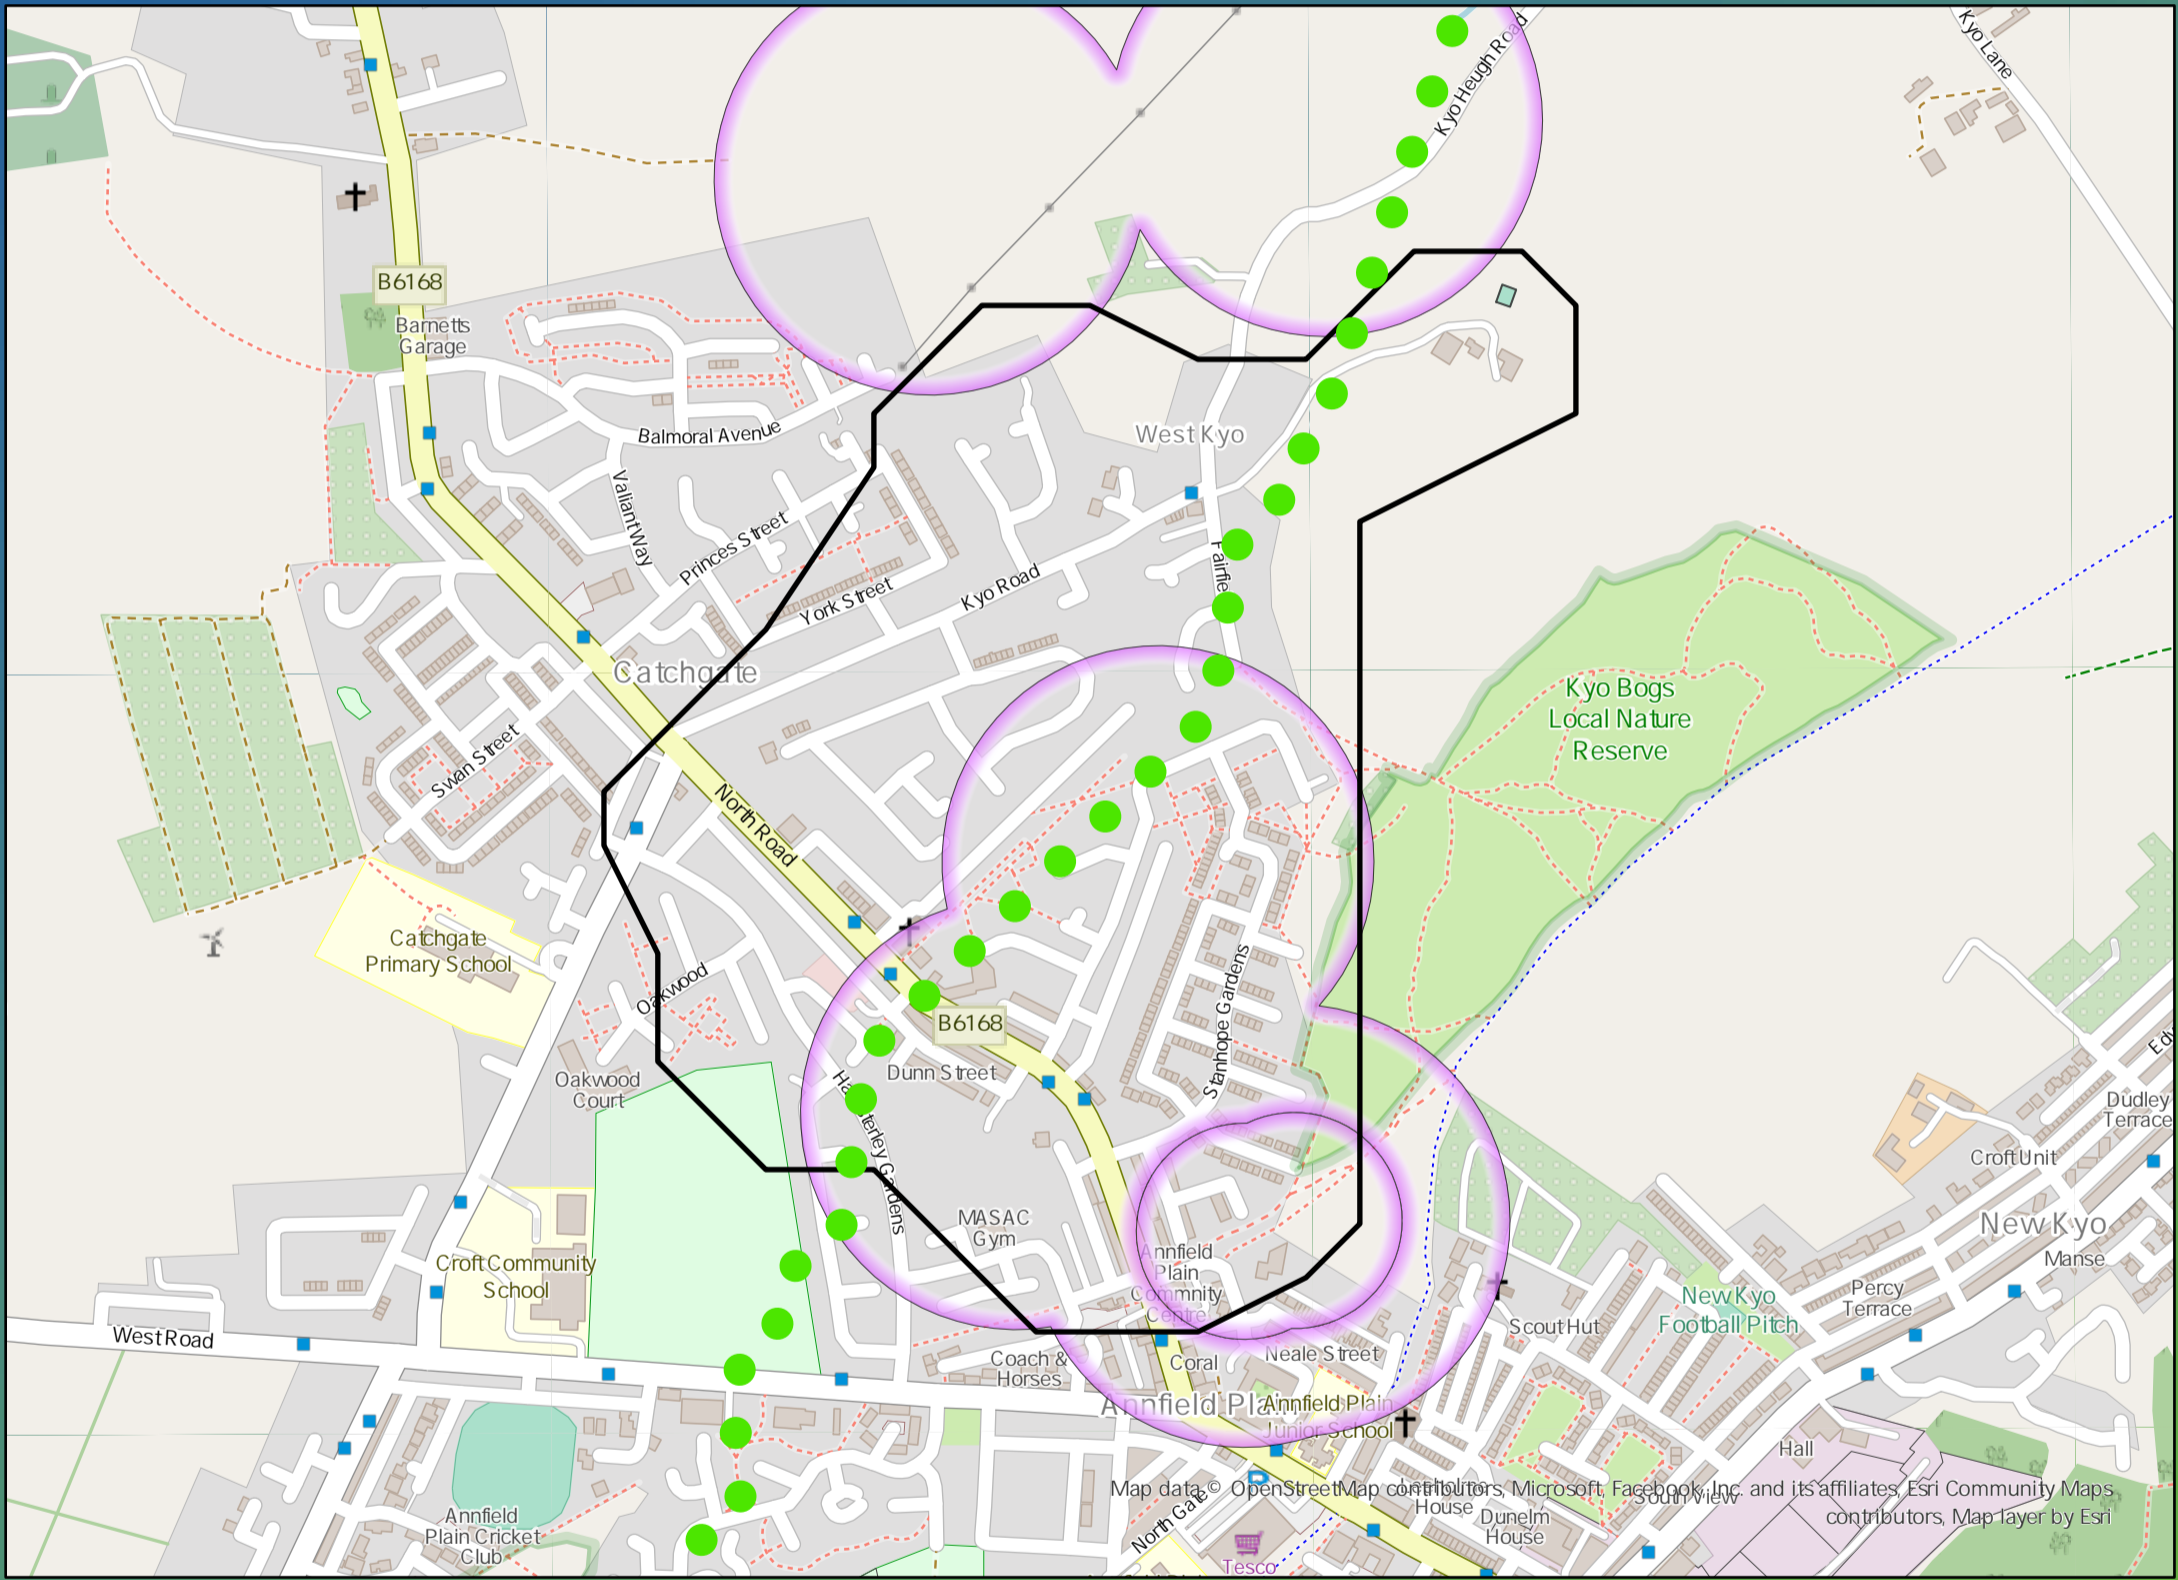 Kyo Lane
Kyo Heugh Road
B6168
Barnetts
Garage
Balmoral Avenue
West Kyo
Valiant Way
Princes Street
York Street
Kyo Road
Fairfie
Catchgate
Kyo Bogs
Local Nature
Reserve
Swan Street
North Road
Catchgate
Primary School
Oakwood
Stanhope Gardens
B6168
Dunn Street
Oakwood
Court
Edw
Dudley
Terrace
Croft Unit
New Kyo
Manse
MASAC
Gym
Annfield
Plain
Commnity
Centre
Croft Community
School
Percy
Terrace
New Kyo
Football Pitch
Scout Hut
West Road
Coach &
Horses
Coral
Neale Street
Annfield Pla
Annfield Plain
Junior School
Hall
P
Map data © OpenStreetMap contributors, Microsoft, Facebook, Inc. and its affiliates, Esri Community Maps
contributors, Map layer by Esri
House
South View
Dunelm
House
North Gate
Annfield
Plain Cricket
Club
Tesco